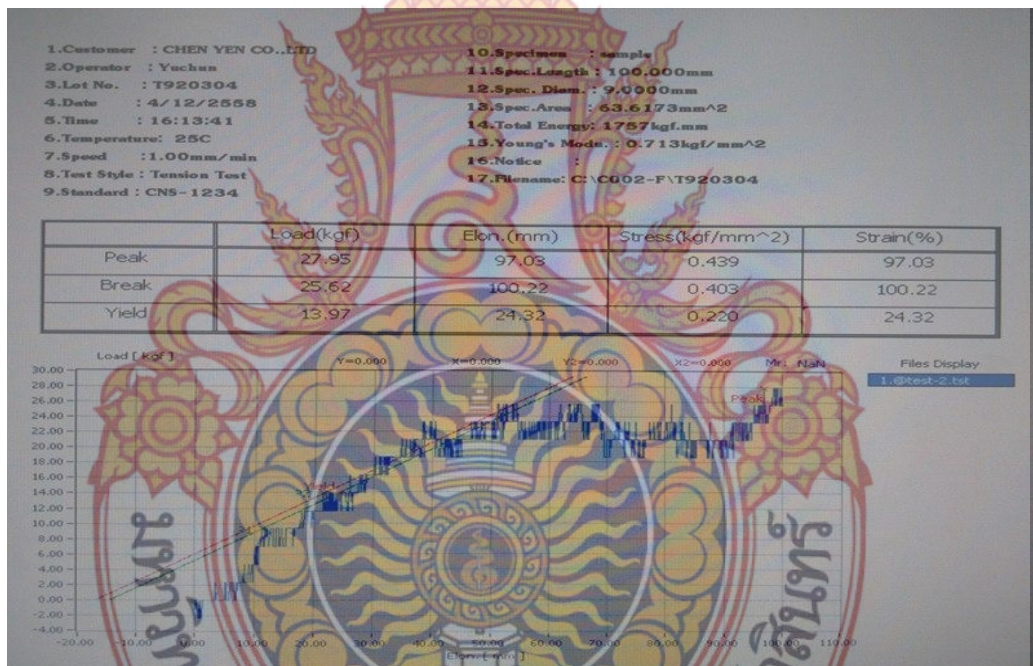 1.Customer : CHEN YEN CO.,LTD
2.Operator : Yuchun
3.Lot No. : T920304
4.Date : 4/12/2558
5.Time : 16:13:41
6.Temperature: 25C
7.Speed :1.00mm/min
8.Test Style : Tension Test
9.Standard : CNS-1234
10.Specimen : sample
11.Spec.Length : 100.000mm
12.Spec. Diam. : 9.0000mm
13.Spec.Area : 63.6173mm^2
14.Total Energy: 1757kgf.mm
15.Young's Modu. : 0.713kgf/mm^2
16.Notice :
17.Filename: C:\C002-F\T920304
Load(kgf) Elon.(mm) Stress(kgf/mm^2) Strain(%)
Peak 27.95 97.03 0.439 97.03
Break 25.62 100.22 0.403 100.22
Yield 13.97 24.32 0.220 24.32
Load [ kgf ] Y=0.000 X=0.000 Y2=0.000 X2=0.000 Mr: NaN Files Display
1.@test-2.tst
30.00
28.00
26.00
24.00
22.00
20.00
18.00
16.00
14.00
12.00
10.00
8.00
6.00
4.00
2.00
0.00
-2.00
-4.00
Peak
Yield
-20.00 -10.00 0.00 10.00 20.00 30.00 40.00 50.00 60.00 70.00 80.00 90.00 100.00 110.00
Elon. [ mm ]